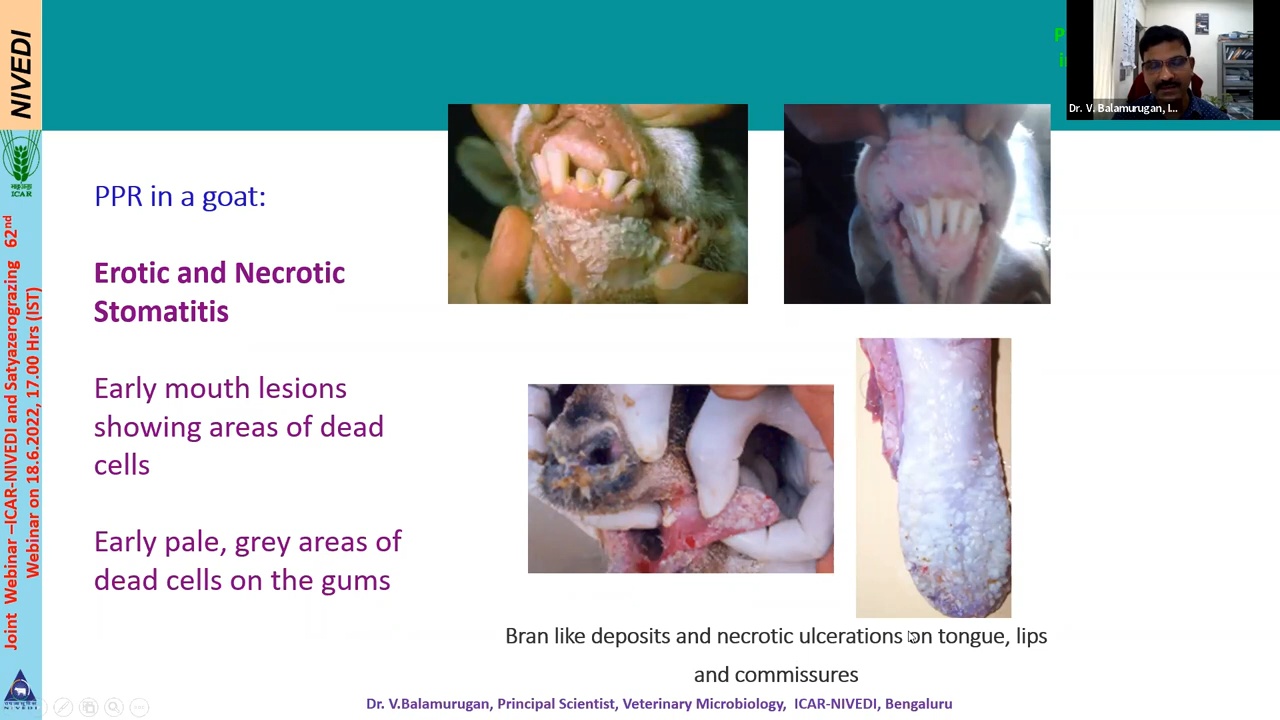 NIVEDI
ICAR
Joint Webinar –ICAR-NIVEDI and Satyazerograzing 62nd
Webinar on 18.6.2022, 17.00 Hrs (IST)
Dr. V. Balamurugan, I...
PPR in a goat:
Erotic and Necrotic
Stomatitis
Early mouth lesions
showing areas of dead
cells
Early pale, grey areas of
dead cells on the gums
Bran like deposits and necrotic ulcerations on tongue, lips
and commissures
Dr. V.Balamurugan, Principal Scientist, Veterinary Microbiology, ICAR-NIVEDI, Bengaluru